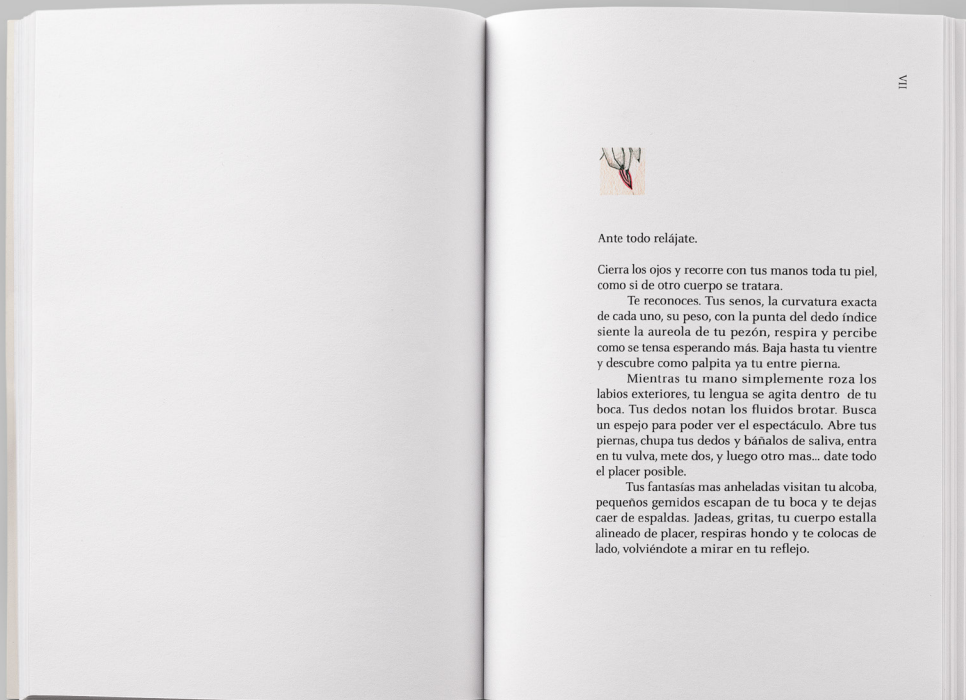 VII
Ante todo relájate.
Cierra los ojos y recorre con tus manos toda tu piel,
como si de otro cuerpo se tratara.
Te reconoces. Tus senos, la curvatura exacta
de cada uno, su peso, con la punta del dedo índice
siente la aureola de tu pezón, respira y percibe
como se tensa esperando más. Baja hasta tu vientre
y descubre como palpita ya tu entre pierna.
Mientras tu mano simplemente roza los
labios exteriores, tu lengua se agita dentro de tu
boca. Tus dedos notan los fluidos brotar. Busca
un espejo para poder ver el espectáculo. Abre tus
piernas, chupa tus dedos y báñalos de saliva, entra
en tu vulva, mete dos, y luego otro mas... date todo
el placer posible.
Tus fantasías mas anheladas visitan tu alcoba,
pequeños gemidos escapan de tu boca y te dejas
caer de espaldas. Jadeas, gritas, tu cuerpo estalla
alineado de placer, respiras hondo y te colocas de
lado, volviéndote a mirar en tu reflejo.